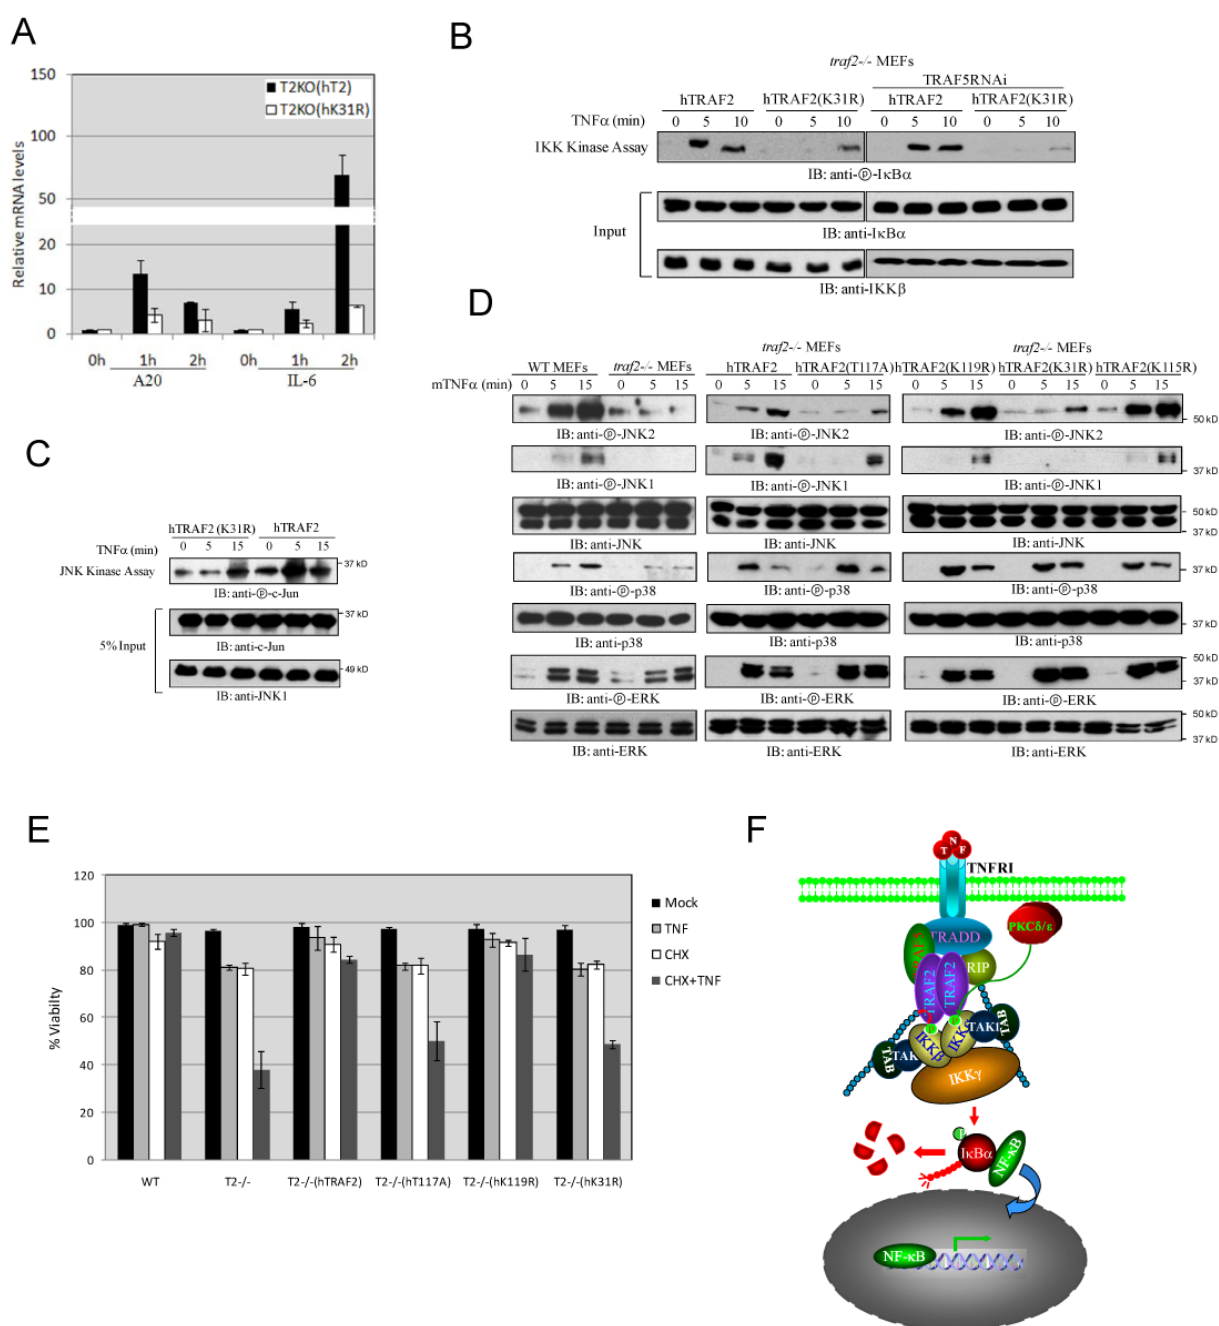 A
150
100
50
20
10
0
Relative mRNA levels
T2KO(hT2)
T2KO(hK31R)
0h 1h 2h 0h 1h 2h
A20 IL-6
B
traf2-/- MEFs
TRAF5RNAi
hTRAF2 hTRAF2(K31R) hTRAF2 hTRAF2(K31R)
TNFα (min) 0 5 10 0 5 10 0 5 10 0 5 10
IKK Kinase Assay
IB: anti-ⓟ-IκBα
Input
IB: anti-IκBα
IB: anti-IKKβ
C
hTRAF2 (K31R) hTRAF2
TNFα (min) 0 5 15 0 5 15
JNK Kinase Assay
37 kD
IB: anti-ⓟ-c-Jun
5% Input
37 kD
IB: anti-c-Jun
49 kD
IB: anti-JNK1
D
traf2-/- MEFs traf2-/- MEFs
WT MEFs traf2-/- MEFs hTRAF2 hTRAF2(T117A) hTRAF2(K119R) hTRAF2(K31R) hTRAF2(K115R)
mTNFα (min) 0 5 15 0 5 15 0 5 15 0 5 15 0 5 15 0 5 15 0 5 15
50 kD
IB: anti-ⓟ-JNK2 IB: anti-ⓟ-JNK2 IB: anti-ⓟ-JNK2
37 kD
IB: anti-ⓟ-JNK1 IB: anti-ⓟ-JNK1 IB: anti-ⓟ-JNK1
50 kD
37 kD
IB: anti-JNK IB: anti-JNK IB: anti-JNK
37 kD
IB: anti-ⓟ-p38 IB: anti-ⓟ-p38 IB: anti-ⓟ-p38
37 kD
IB: anti-p38 IB: anti-p38 IB: anti-p38
50 kD
37 kD
IB: anti-ⓟ-ERK IB: anti-ⓟ-ERK IB: anti-ⓟ-ERK
50 kD
37 kD
IB: anti-ERK IB: anti-ERK IB: anti-ERK
E
120
100
80
60
40
20
0
% Viabilty
Mock
TNF
CHX
CHX+TNF
WT T2-/- T2-/-(hTRAF2) T2-/-(hT117A) T2-/-(hK119R) T2-/-(hK31R)
F
T N F
TNFRI
PKCδ/ε
TRADD
TRAF2 TRAF2
RIP
TAB TAK IKKβ IKK TAK1 TAB
IKKγ
IκBα
NF-κB
NF-κB